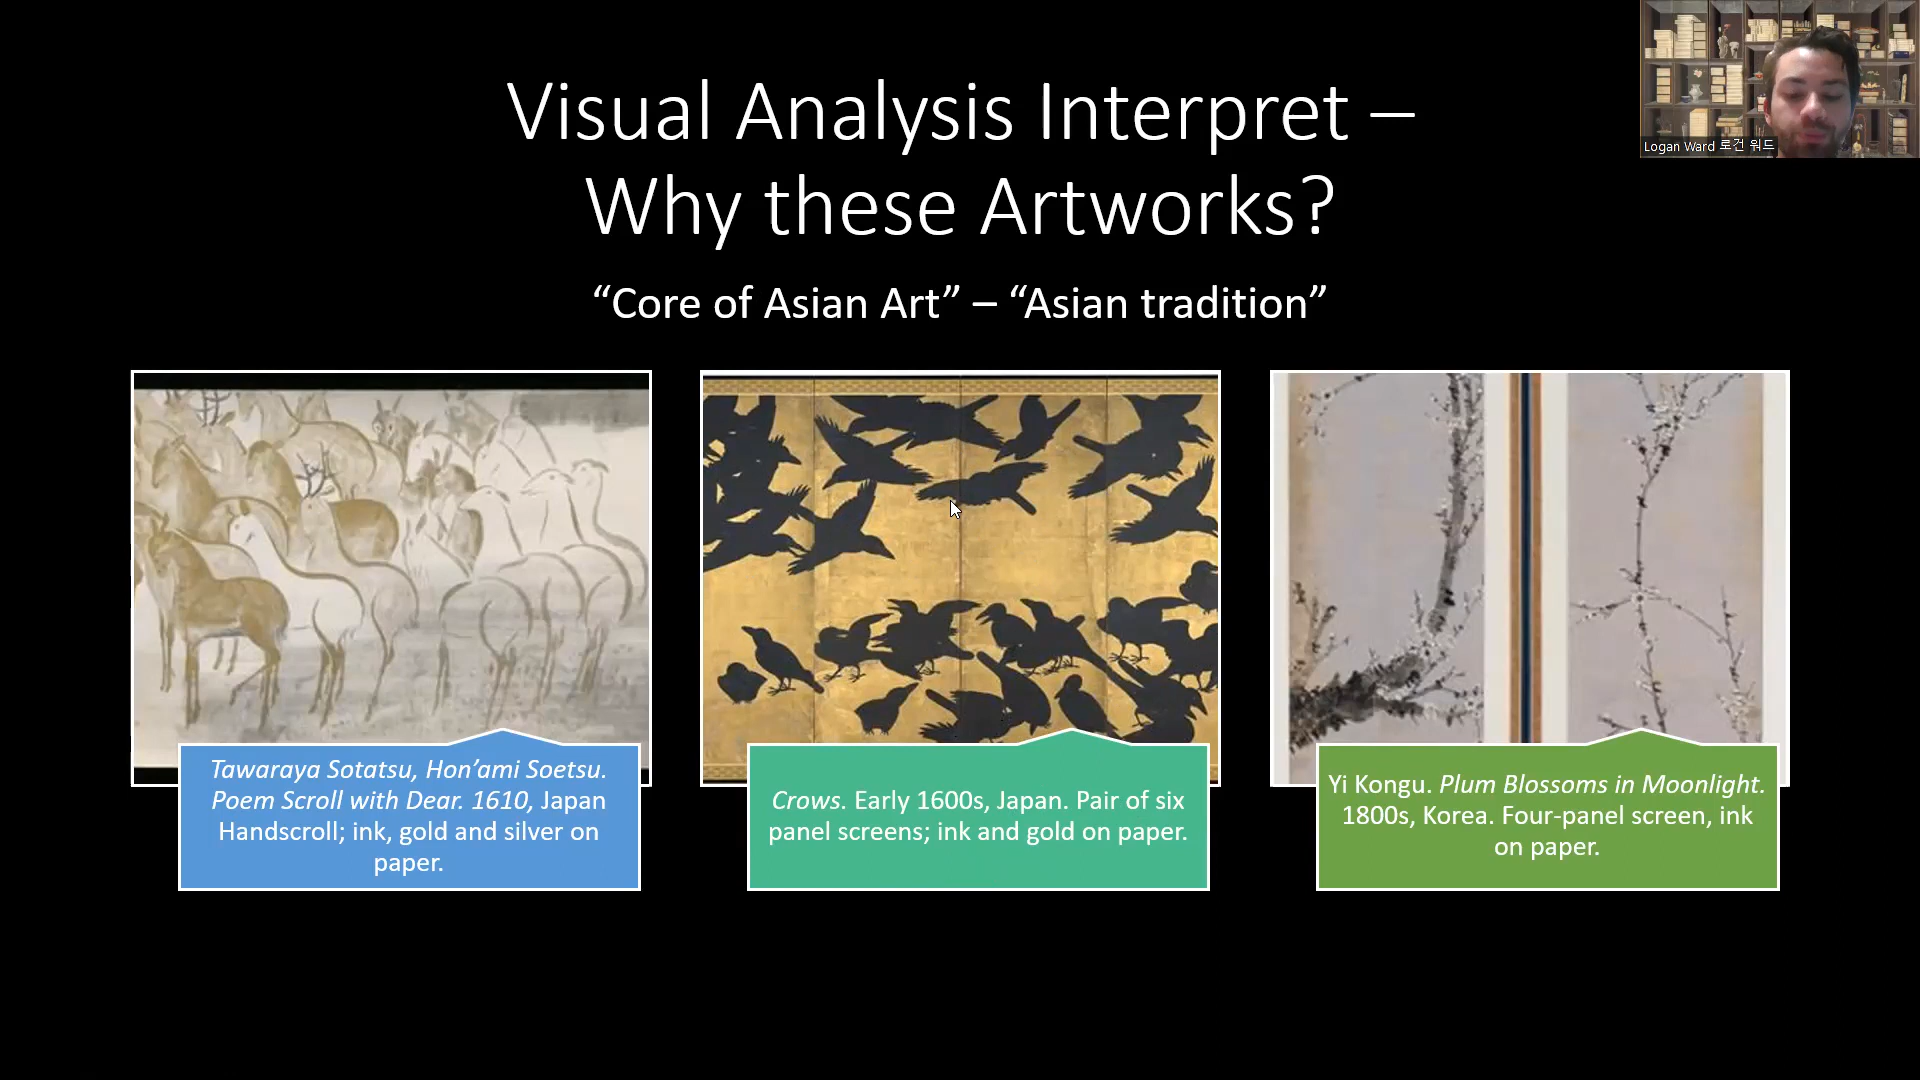 Visual Analysis Interpret –
Why these Artworks?
“Core of Asian Art” – “Asian tradition”
Logan Ward 로건 워드
Tawaraya Sotatsu, Hon’ami Soetsu.
Poem Scroll with Dear. 1610, Japan
Handscroll; ink, gold and silver on
paper.
Crows. Early 1600s, Japan. Pair of six
panel screens; ink and gold on paper.
Yi Kongu. Plum Blossoms in Moonlight.
1800s, Korea. Four-panel screen, ink
on paper.